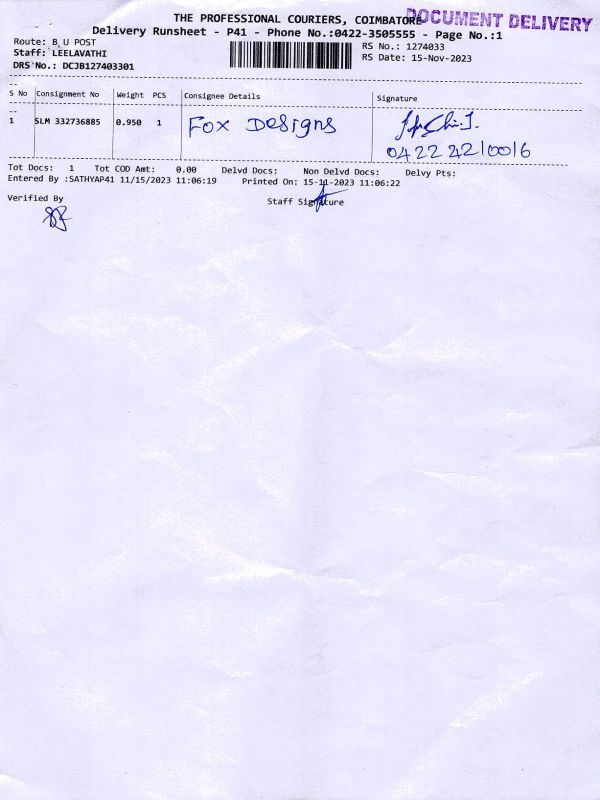 THE PROFESSIONAL COURIERS, COIMBATORE
DOCUMENT DELIVERY
Delivery Runsheet - P41 - Phone No.:0422-3505555 - Page No.:1
Route: B U POST
RS No.: 1274033
Staff: LEELAVATHI
RS Date: 15-Nov-2023
DRS No.: DCJB127403301
S No Consignment No Weight PCS Consignee Details Signature
1 SLM 332736885 0.950 1 Fox Designs
0422 4210016
Tot Docs: 1 Tot COD Amt: 0.00 Delvd Docs: Non Delvd Docs: Delvy Pts:
Entered By :SATHYAP41 11/15/2023 11:06:19 Printed On: 15-11-2023 11:06:22
Verified By Staff Signature